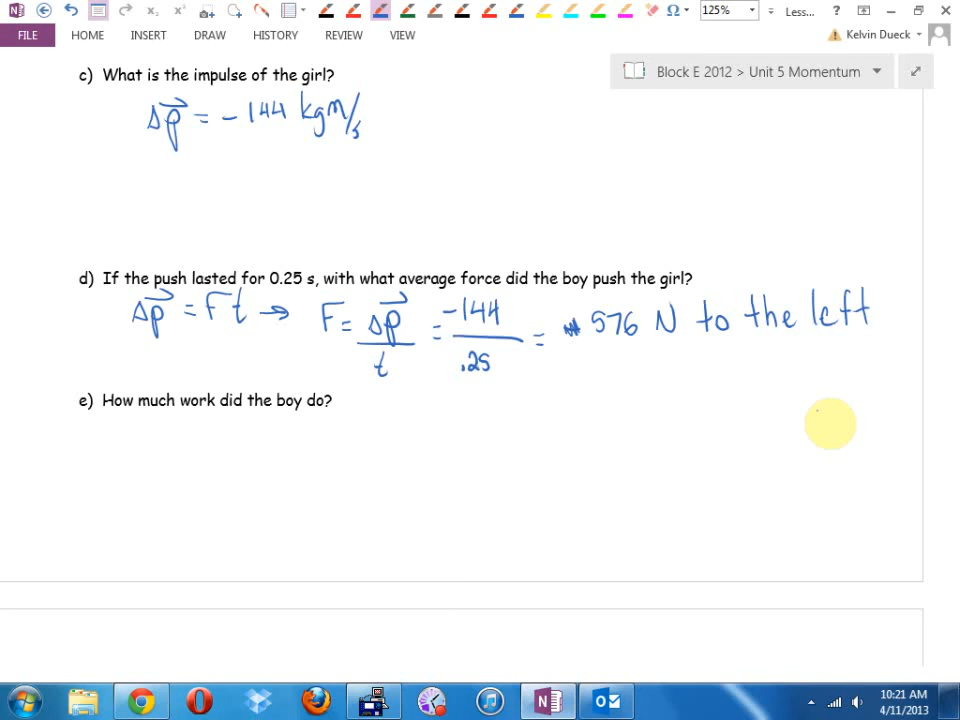 125%
Less...
?
FILE HOME INSERT DRAW HISTORY REVIEW VIEW
Kelvin Dueck
Block E 2012 > Unit 5 Momentum
c) What is the impulse of the girl?
Δp⃗ = -144 kgm/s
d) If the push lasted for 0.25 s, with what average force did the boy push the girl?
Δp⃗ = F t → F = Δp⃗/t = -144/.25 = 576 N to the left
e) How much work did the boy do?
10:21 AM
4/11/2013